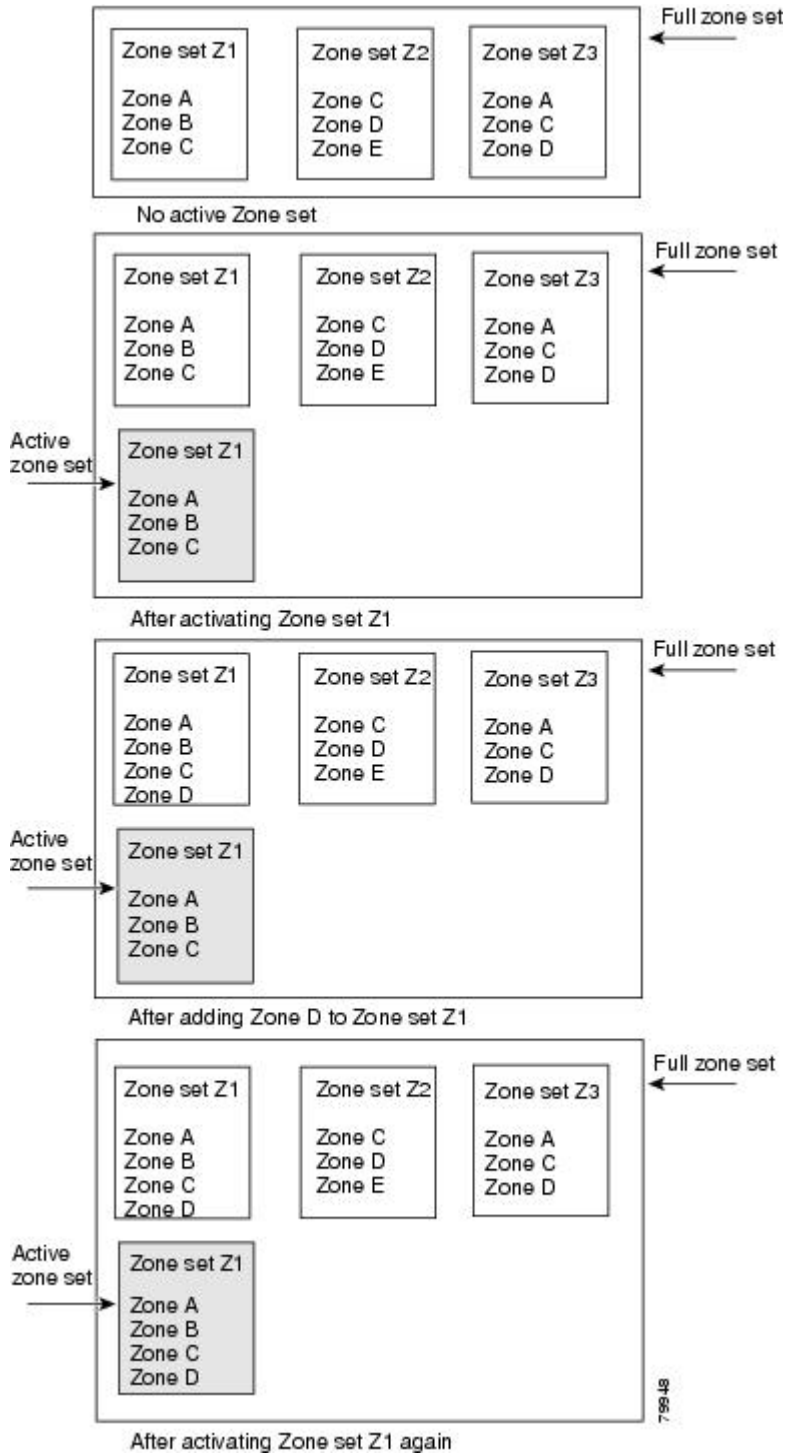 Full zone set
Zone set Z1
Zone A
Zone B
Zone C
Zone set Z2
Zone C
Zone D
Zone E
Zone set Z3
Zone A
Zone C
Zone D
No active Zone set
Full zone set
Zone set Z1
Zone A
Zone B
Zone C
Zone set Z2
Zone C
Zone D
Zone E
Zone set Z3
Zone A
Zone C
Zone D
Active
zone set
Zone set Z1
Zone A
Zone B
Zone C
After activating Zone set Z1
Full zone set
Zone set Z1
Zone A
Zone B
Zone C
Zone D
Zone set Z2
Zone C
Zone D
Zone E
Zone set Z3
Zone A
Zone C
Zone D
Active
zone set
Zone set Z1
Zone A
Zone B
Zone C
After adding Zone D to Zone set Z1
Full zone set
Zone set Z1
Zone A
Zone B
Zone C
Zone D
Zone set Z2
Zone C
Zone D
Zone E
Zone set Z3
Zone A
Zone C
Zone D
Active
zone set
Zone set Z1
Zone A
Zone B
Zone C
Zone D
79948
After activating Zone set Z1 again